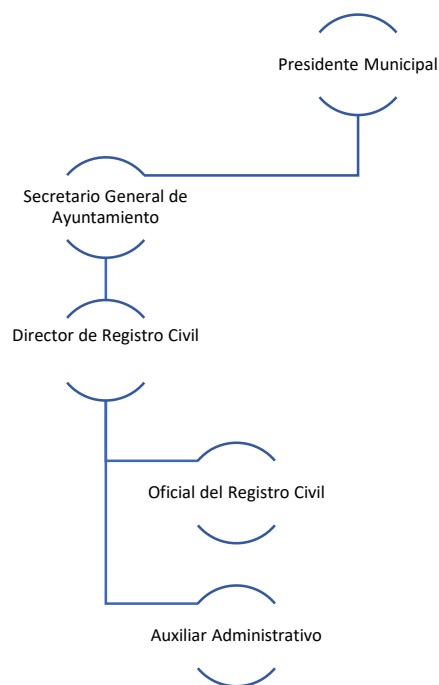 Presidente Municipal
Secretario General de
Ayuntamiento
Director de Registro Civil
Oficial del Registro Civil
Auxiliar Administrativo